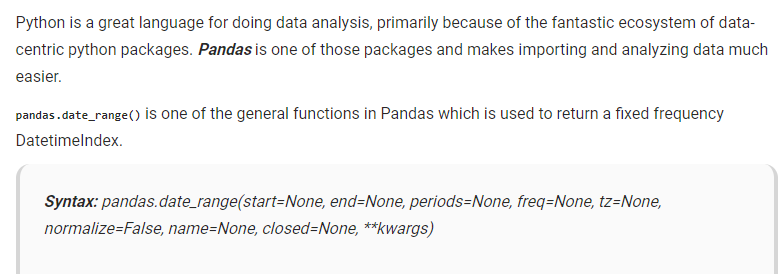 Python is a great language for doing data analysis, primarily because of the fantastic ecosystem of data-
centric python packages. Pandas is one of those packages and makes importing and analyzing data much
easier.
pandas.date_range() is one of the general functions in Pandas which is used to return a fixed frequency
DatetimeIndex.
Syntax: pandas.date_range(start=None, end=None, periods=None, freq=None, tz=None,
normalize=False, name=None, closed=None, **kwargs)